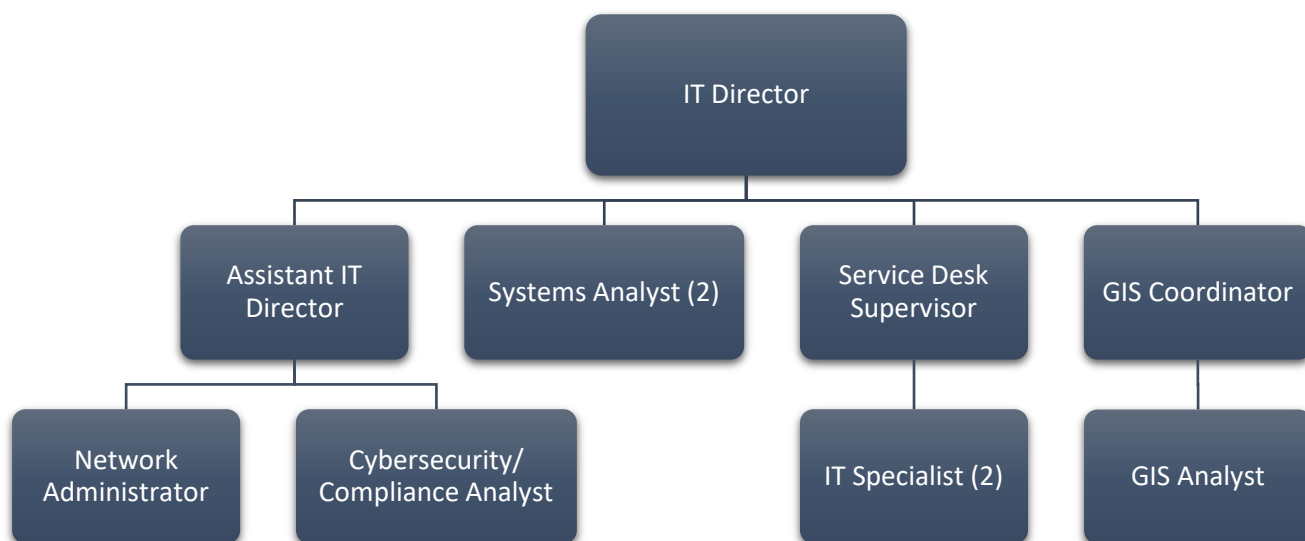 IT Director
Assistant IT
Director
Systems Analyst (2)
Service Desk
Supervisor
GIS Coordinator
Network
Administrator
Cybersecurity/
Compliance Analyst
IT Specialist (2)
GIS Analyst